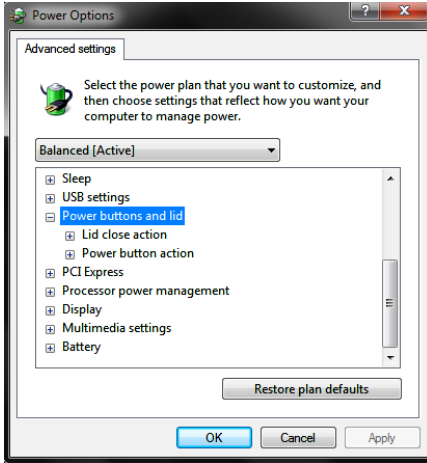 Power Options
Advanced settings
Select the power plan that you want to customize, and
then choose settings that reflect how you want your
computer to manage power.
Balanced [Active]
Sleep
USB settings
Power buttons and lid
Lid close action
Power button action
PCI Express
Processor power management
Display
Multimedia settings
Battery
Restore plan defaults
OK Cancel Apply